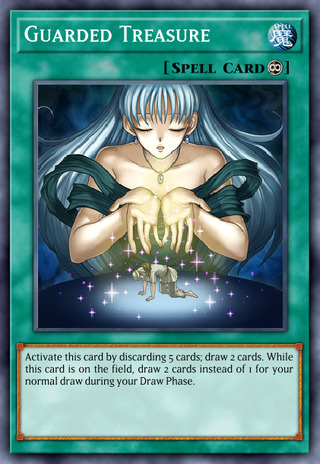 Guarded Treasure
魔
[Spell Card ]
Activate this card by discarding 5 cards; draw 2 cards. While
this card is on the field, draw 2 cards instead of 1 for your
normal draw during your Draw Phase.